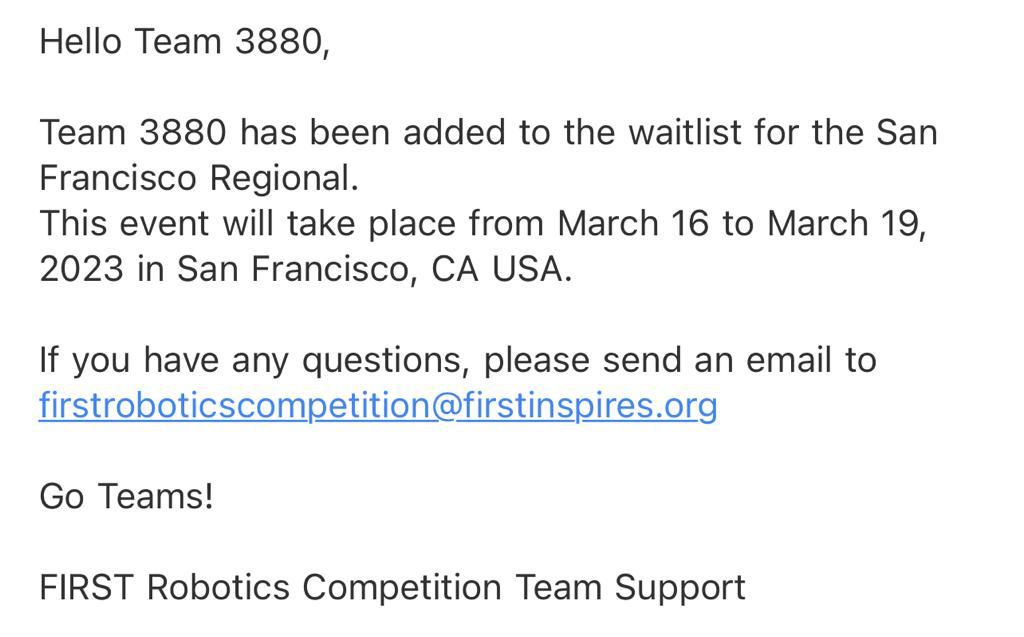 Hello Team 3880,
Team 3880 has been added to the waitlist for the San
Francisco Regional.
This event will take place from March 16 to March 19,
2023 in San Francisco, CA USA.
If you have any questions, please send an email to
firstroboticscompetition@firstinspires.org
Go Teams!
FIRST Robotics Competition Team Support